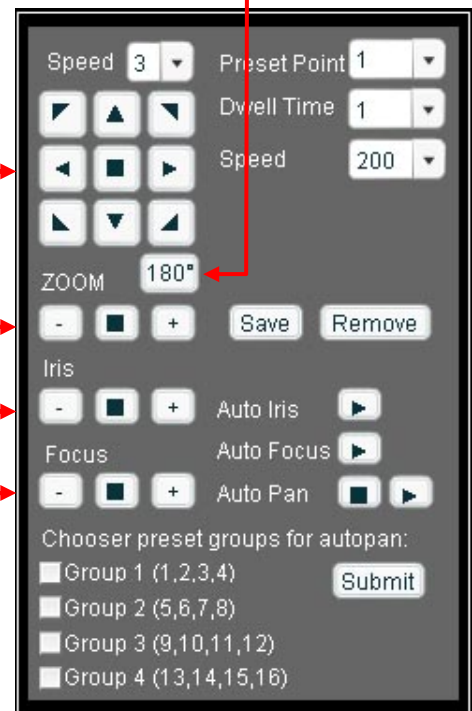 Speed 3 Preset Point 1
Dwell Time 1
Speed 200
180°
ZOOM
- + Save Remove
Iris
- + Auto Iris
Focus Auto Focus
- + Auto Pan
Chooser preset groups for autopan:
Group 1 (1,2,3,4) Submit
Group 2 (5,6,7,8)
Group 3 (9,10,11,12)
Group 4 (13,14,15,16)